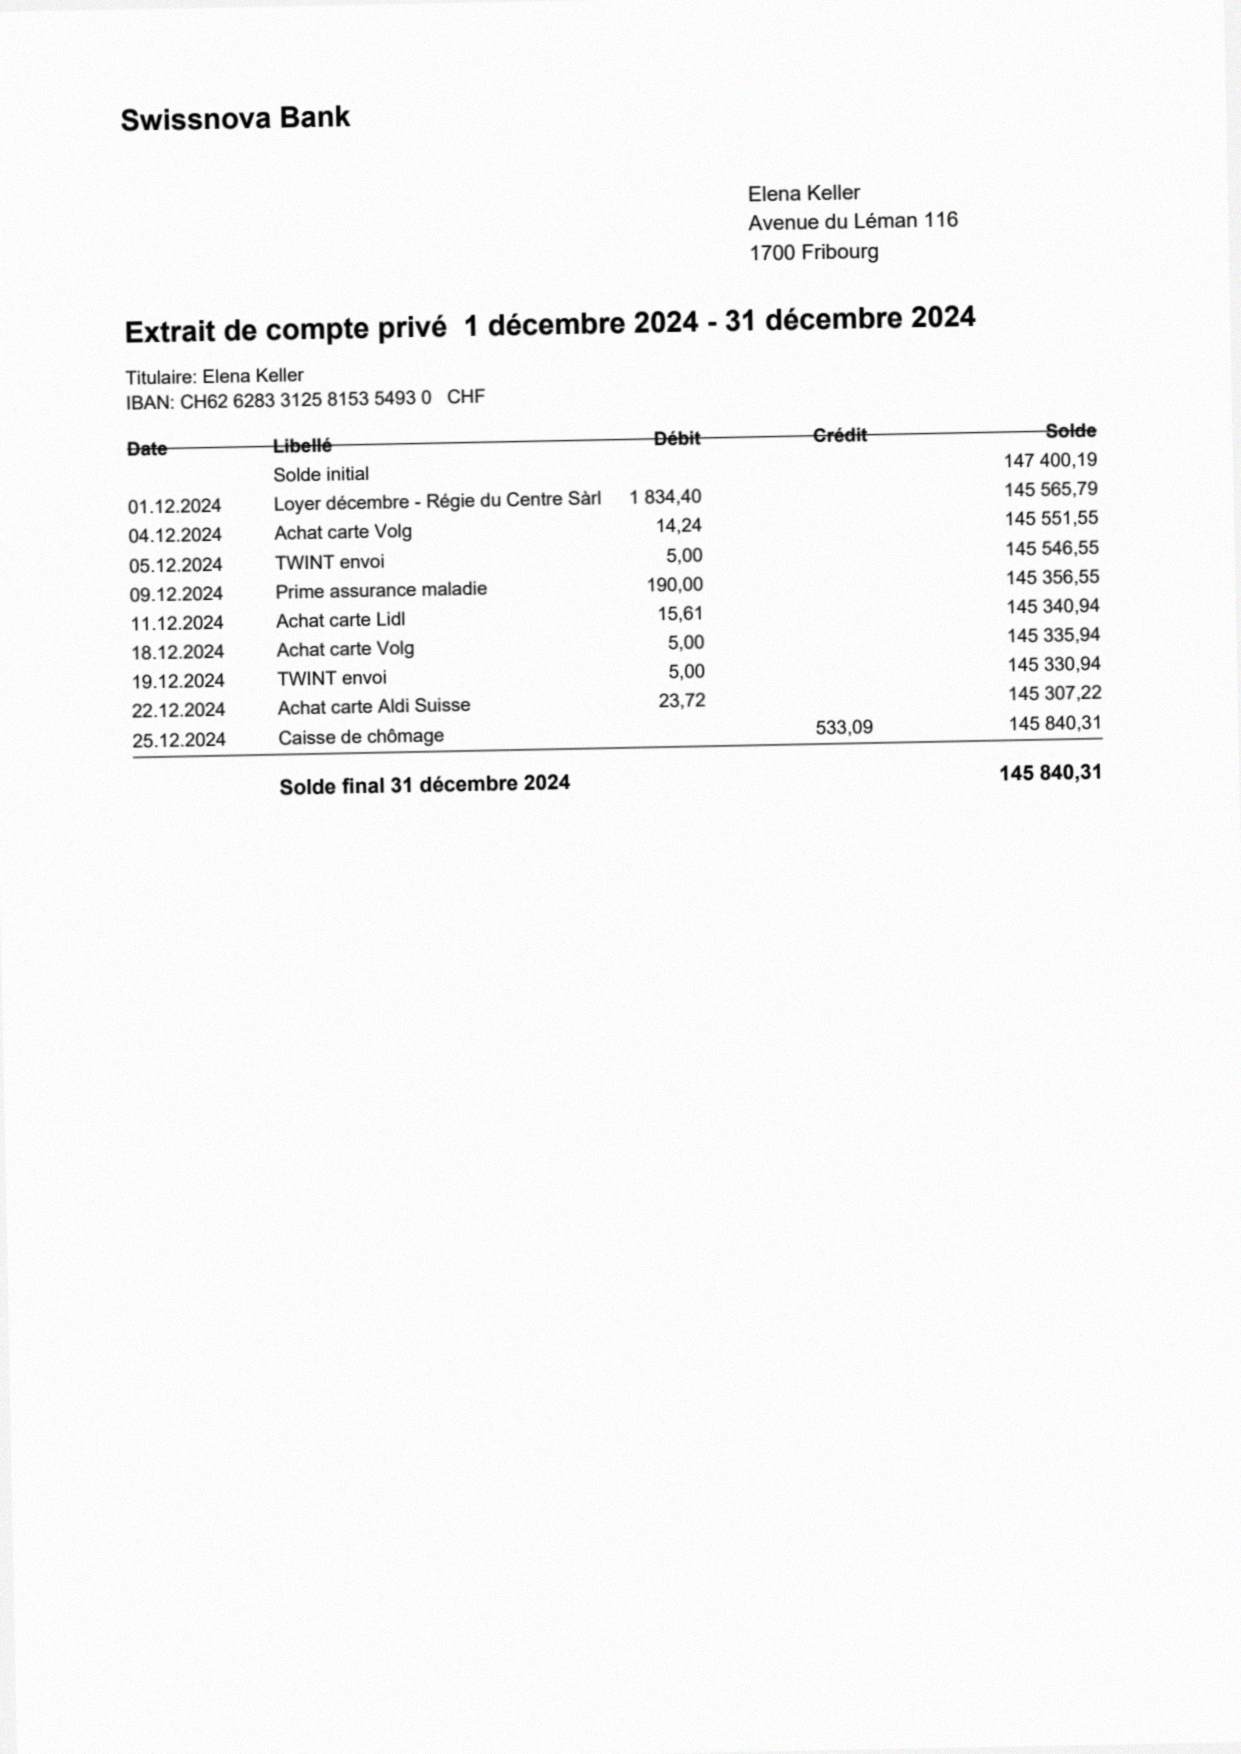 Swissnova Bank
Elena Keller
Avenue du Léman 116
1700 Fribourg
Extrait de compte privé 1 décembre 2024 - 31 décembre 2024
Titulaire: Elena Keller
IBAN: CH62 6283 3125 8153 5493 0 CHF
Date Libellé Débit Crédit Solde
Solde initial 147 400,19
01.12.2024 Loyer décembre - Régie du Centre Sàrl 1 834,40 145 565,79
04.12.2024 Achat carte Volg 14,24 145 551,55
05.12.2024 TWINT envoi 5,00 145 546,55
09.12.2024 Prime assurance maladie 190,00 145 356,55
11.12.2024 Achat carte Lidl 15,61 145 340,94
18.12.2024 Achat carte Volg 5,00 145 335,94
19.12.2024 TWINT envoi 5,00 145 330,94
22.12.2024 Achat carte Aldi Suisse 23,72 145 307,22
25.12.2024 Caisse de chômage 533,09 145 840,31
Solde final 31 décembre 2024 145 840,31